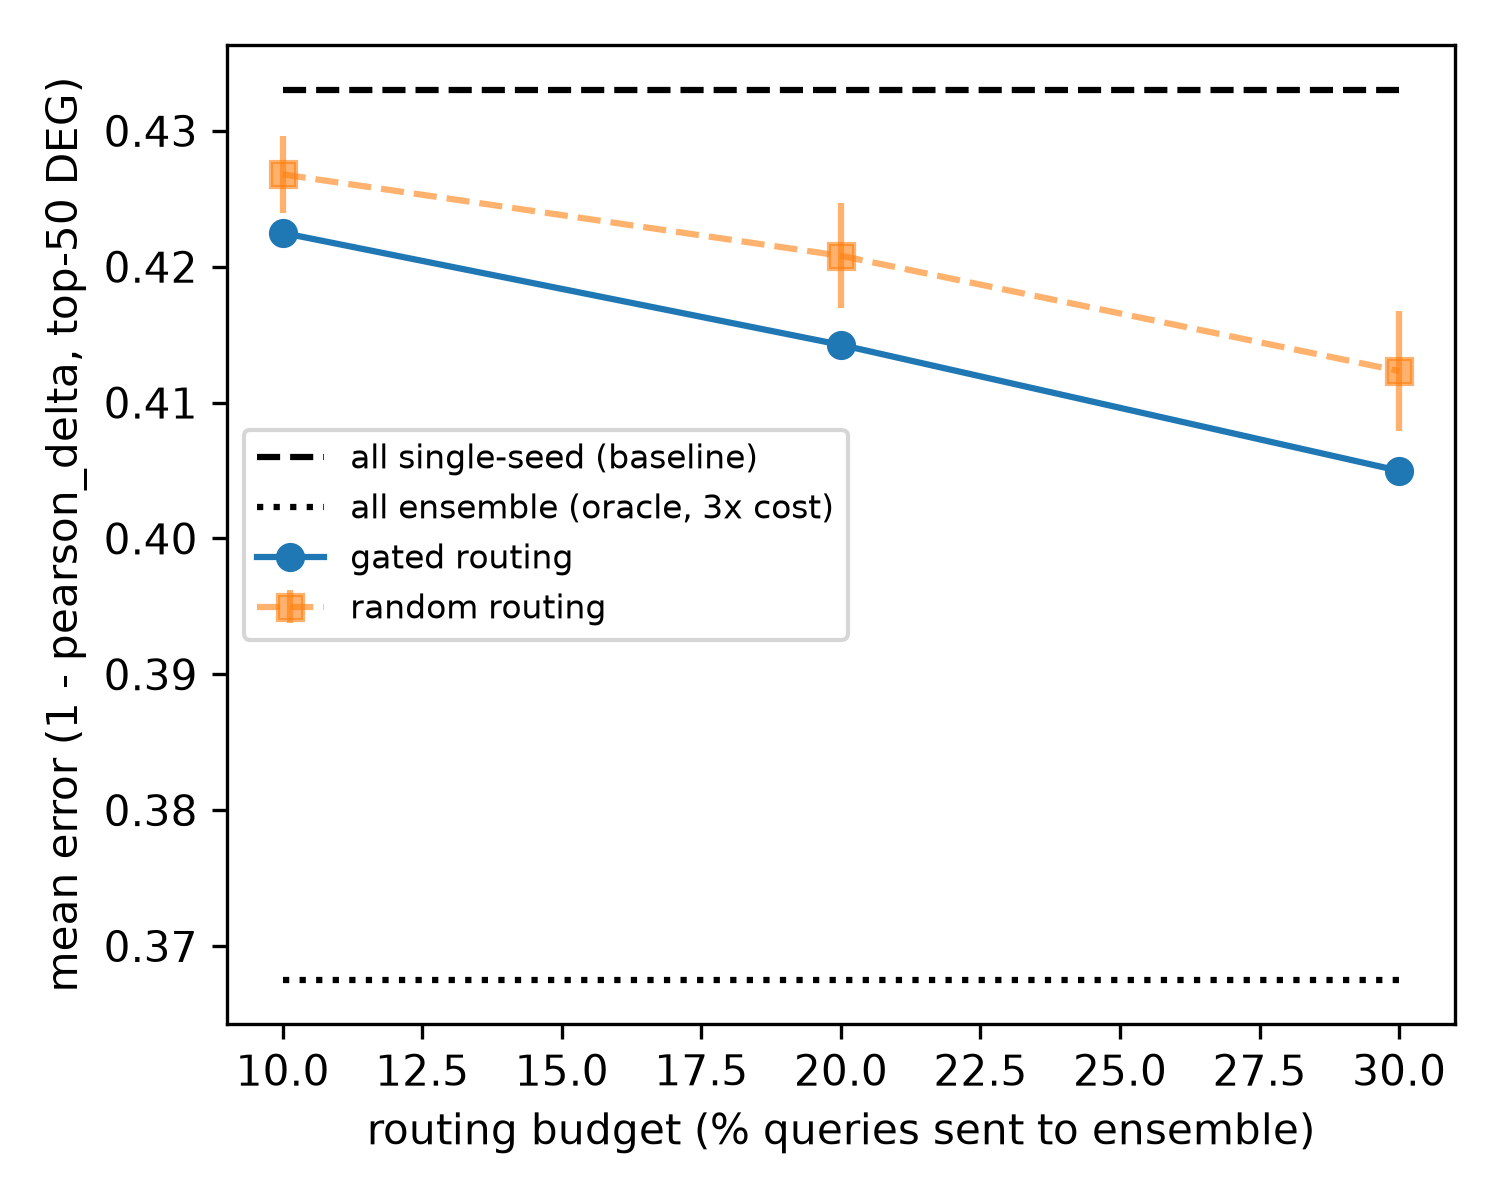 mean error (1 - pearson_delta, top-50 DEG)
0.43
0.42
0.41
0.40
0.39
0.38
0.37
all single-seed (baseline)
all ensemble (oracle, 3x cost)
gated routing
random routing
10.0 12.5 15.0 17.5 20.0 22.5 25.0 27.5 30.0
routing budget (% queries sent to ensemble)